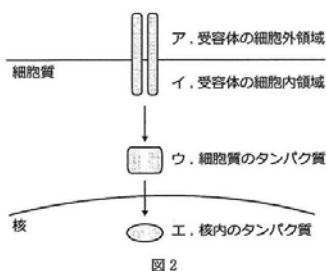 ア．受容体の細胞外領域
細胞質
イ．受容体の細胞内領域
ウ．細胞質のタンパク質
核
エ．核内のタンパク質
図2